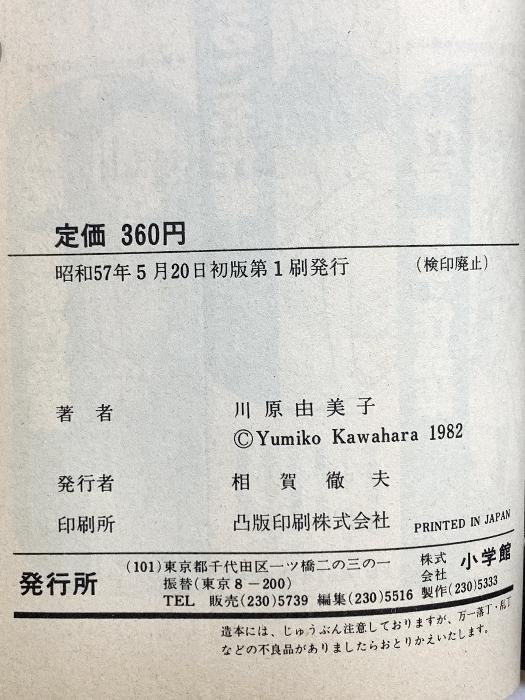 定価 360円
昭和57年5月20日初版第1刷発行 (検印廃止)
著者 川原由美子
©Yumiko Kawahara 1982
発行者 相賀徹夫
印刷所 凸版印刷株式会社 PRINTED IN JAPAN
発行所 (101)東京都千代田区一ツ橋二の三の一 株式会社 小学館
振替(東京8-200)
TEL 販売(230)5739 編集(230)5516 製作(230)5333
造本には、じゅうぶん注意しておりますが、万一落丁・乱丁
などの不良品がありましたらおとりかえいたします。